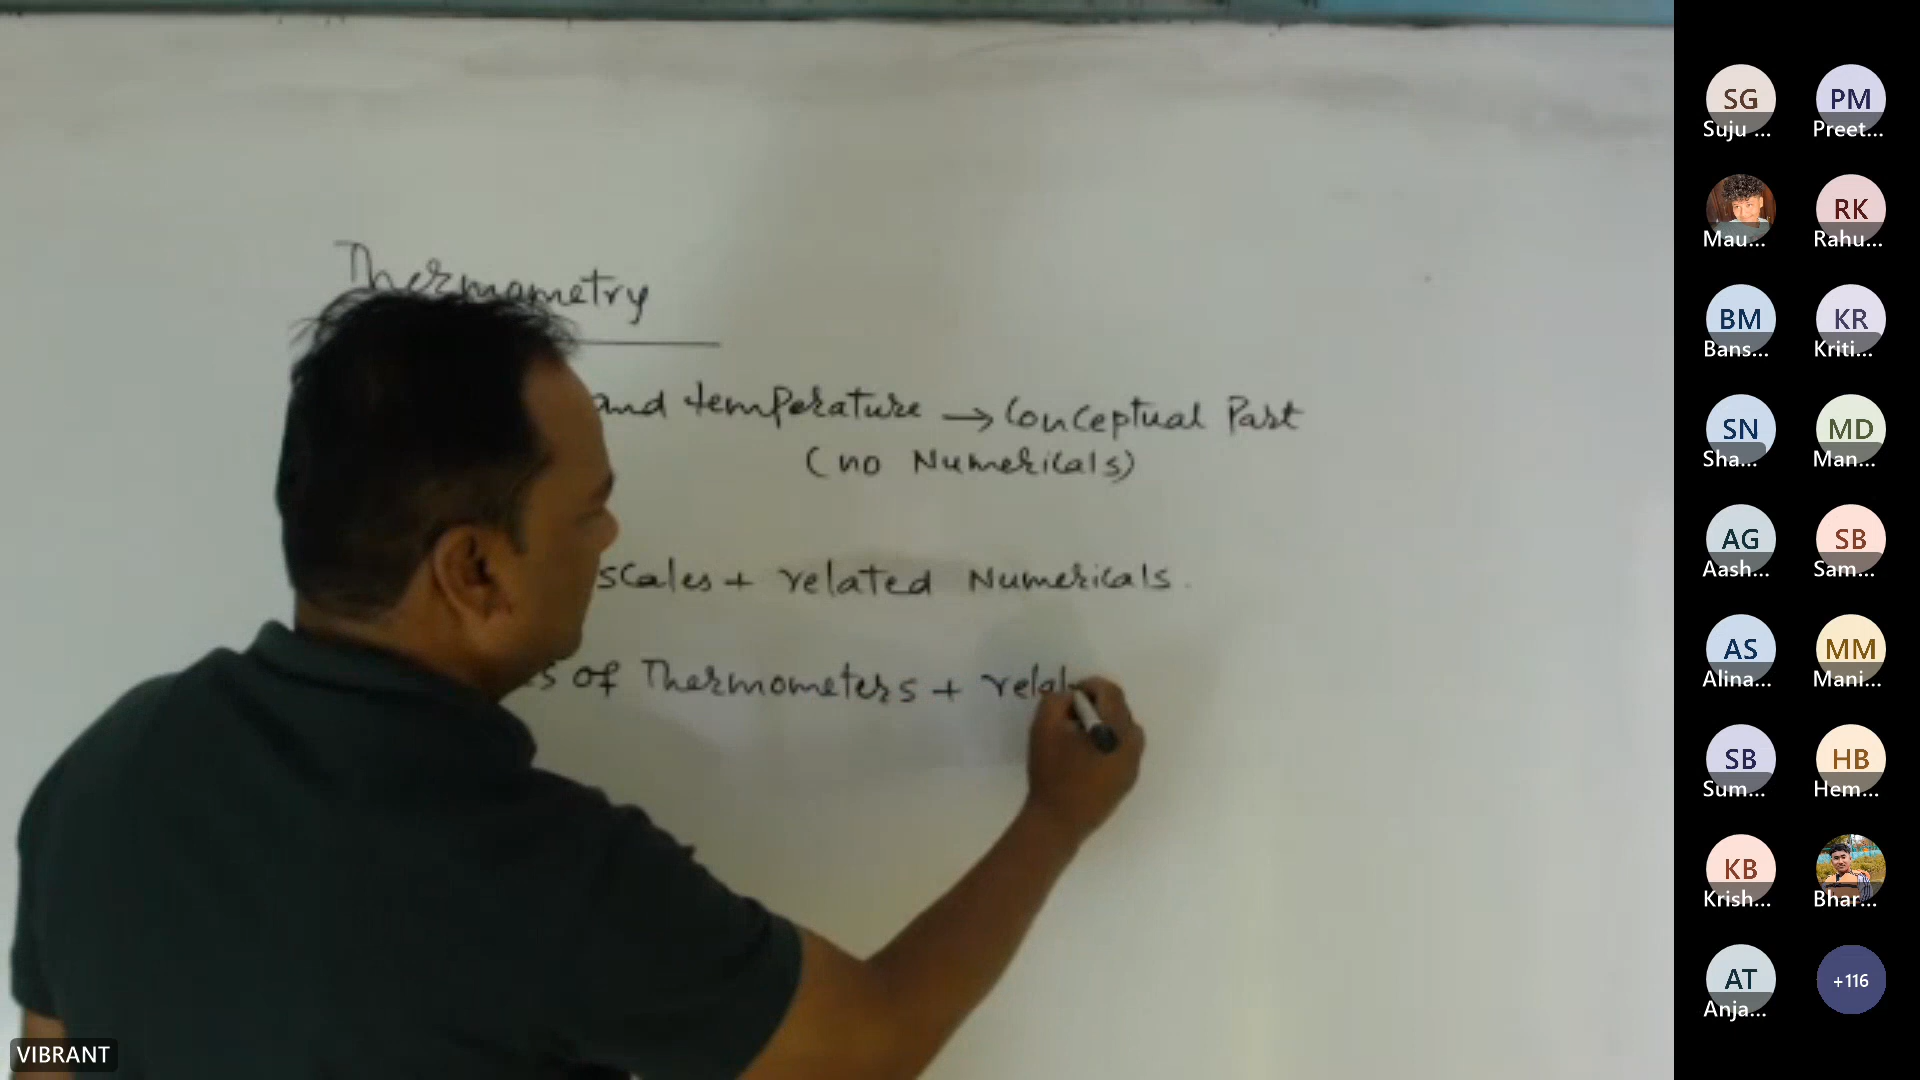 Thermometry
and temperature → Conceptual Part
(no Numericals)
scales + related Numericals.
of Thermometers +
VIBRANT
SG
Suju ...
PM
Preet...
Mau...
RK
Rahu...
BM
Bans...
KR
Kriti...
SN
Sha...
MD
Man...
AG
Aash...
SB
Sam...
AS
Alina...
MM
Mani...
SB
Sum...
HB
Hem...
KB
Krish...
Bhar...
AT
Anja...
+116